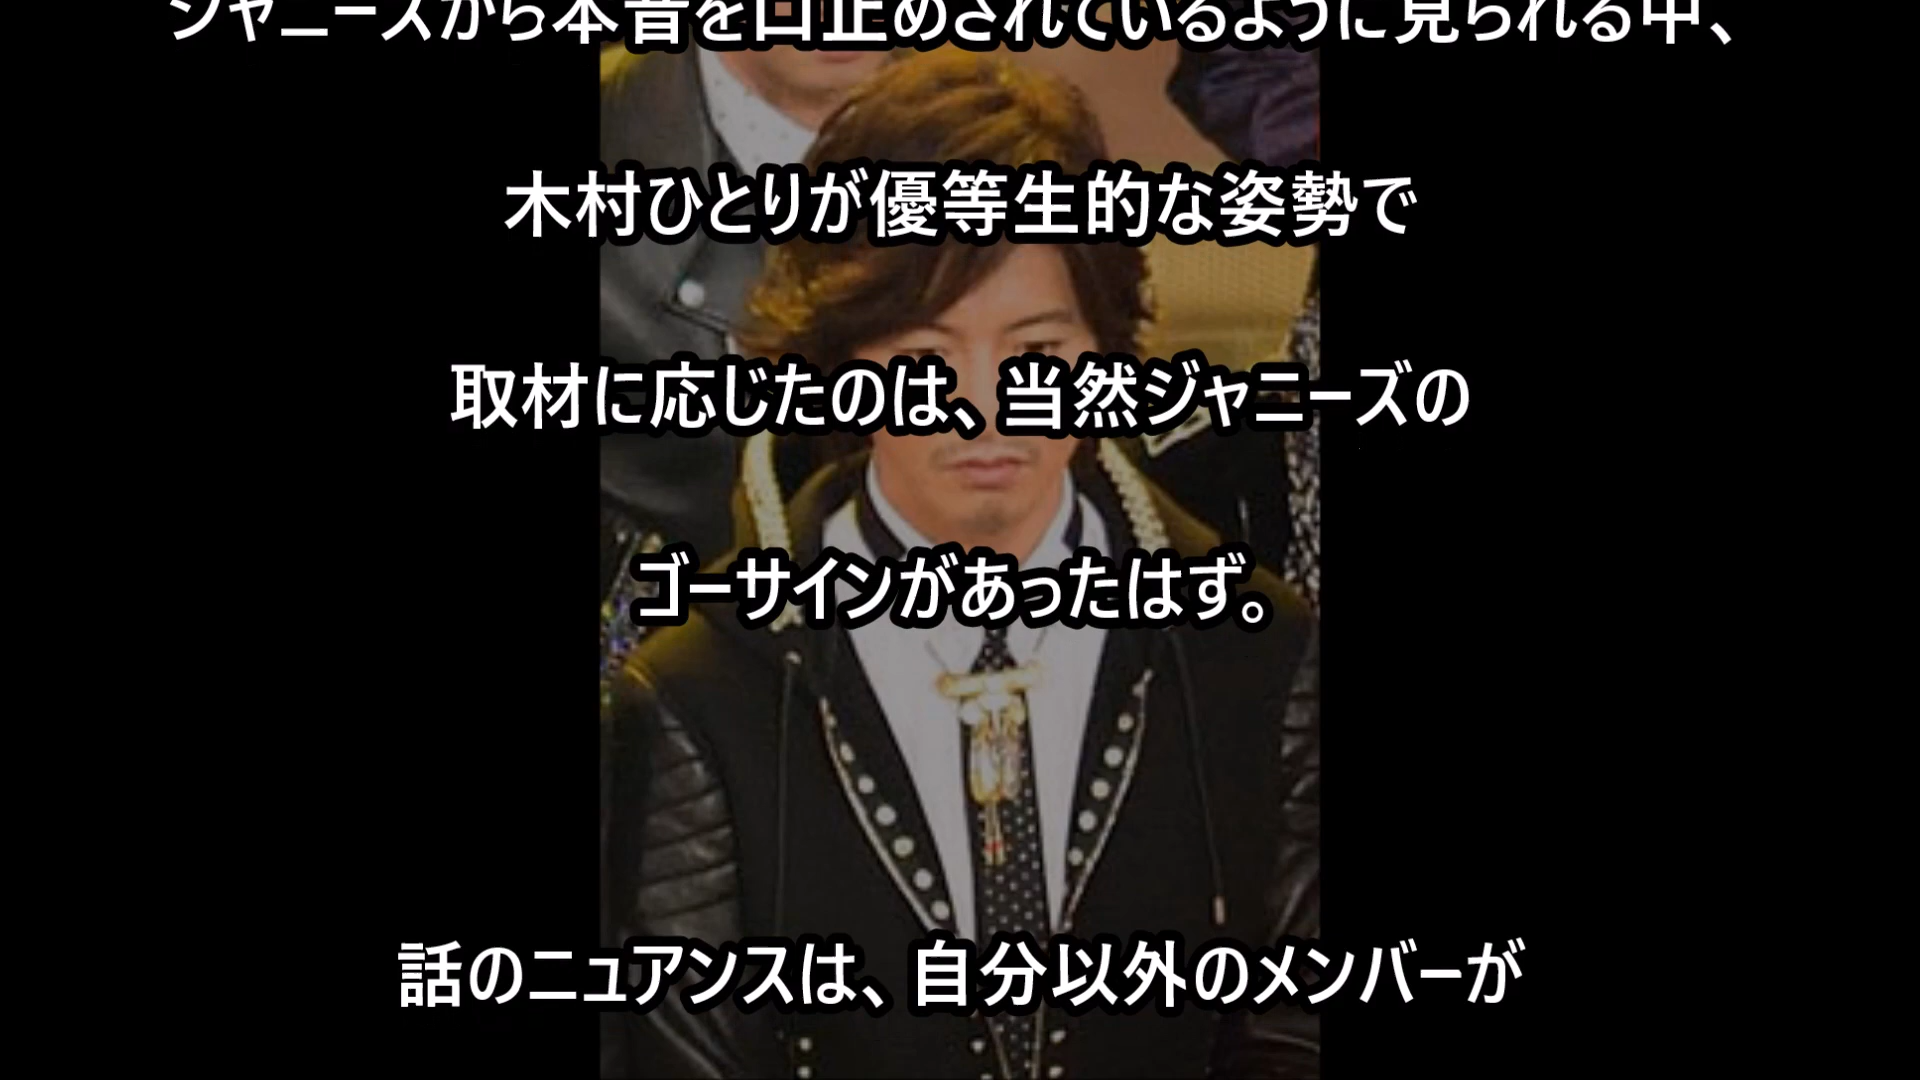 ジャニーズから本音を口止めされているように見られる中、
木村ひとりが優等生的な姿勢で
取材に応じたのは、当然ジャニーズの
ゴーサインがあったはず。
話のニュアンスは、自分以外のメンバーが